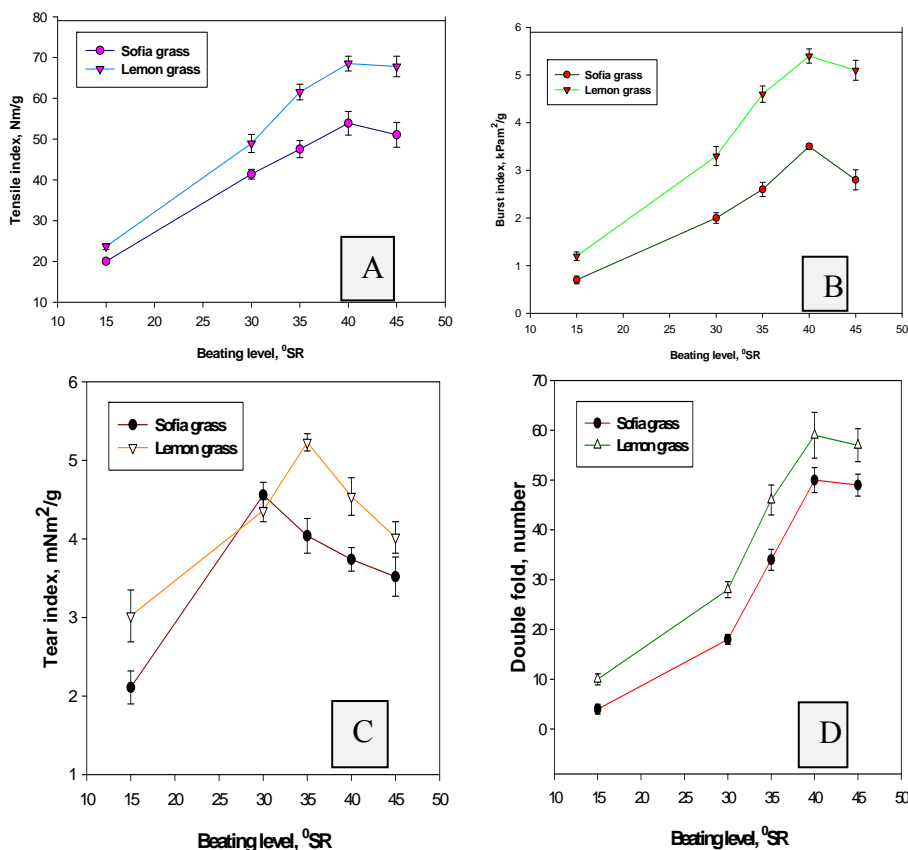 80
70
60
50
40
30
20
10
Tensile index, Nm/g
Sofia grass
Lemon grass
A
10 15 20 25 30 35 40 45 50
Beating level, ⁰SR
6
5
4
3
2
1
0
Burst index, kPam²/g
Sofia grass
Lemon grass
B
10 15 20 25 30 35 40 45 50
Beating level, ⁰SR
6
5
4
3
2
1
Tear index, mNm²/g
Sofia grass
Lemon grass
C
10 15 20 25 30 35 40 45 50
Beating level, ⁰SR
70
60
50
40
30
20
10
0
Double fold, number
Sofia grass
Lemon grass
D
10 15 20 25 30 35 40 45 50
Beating level, ⁰SR